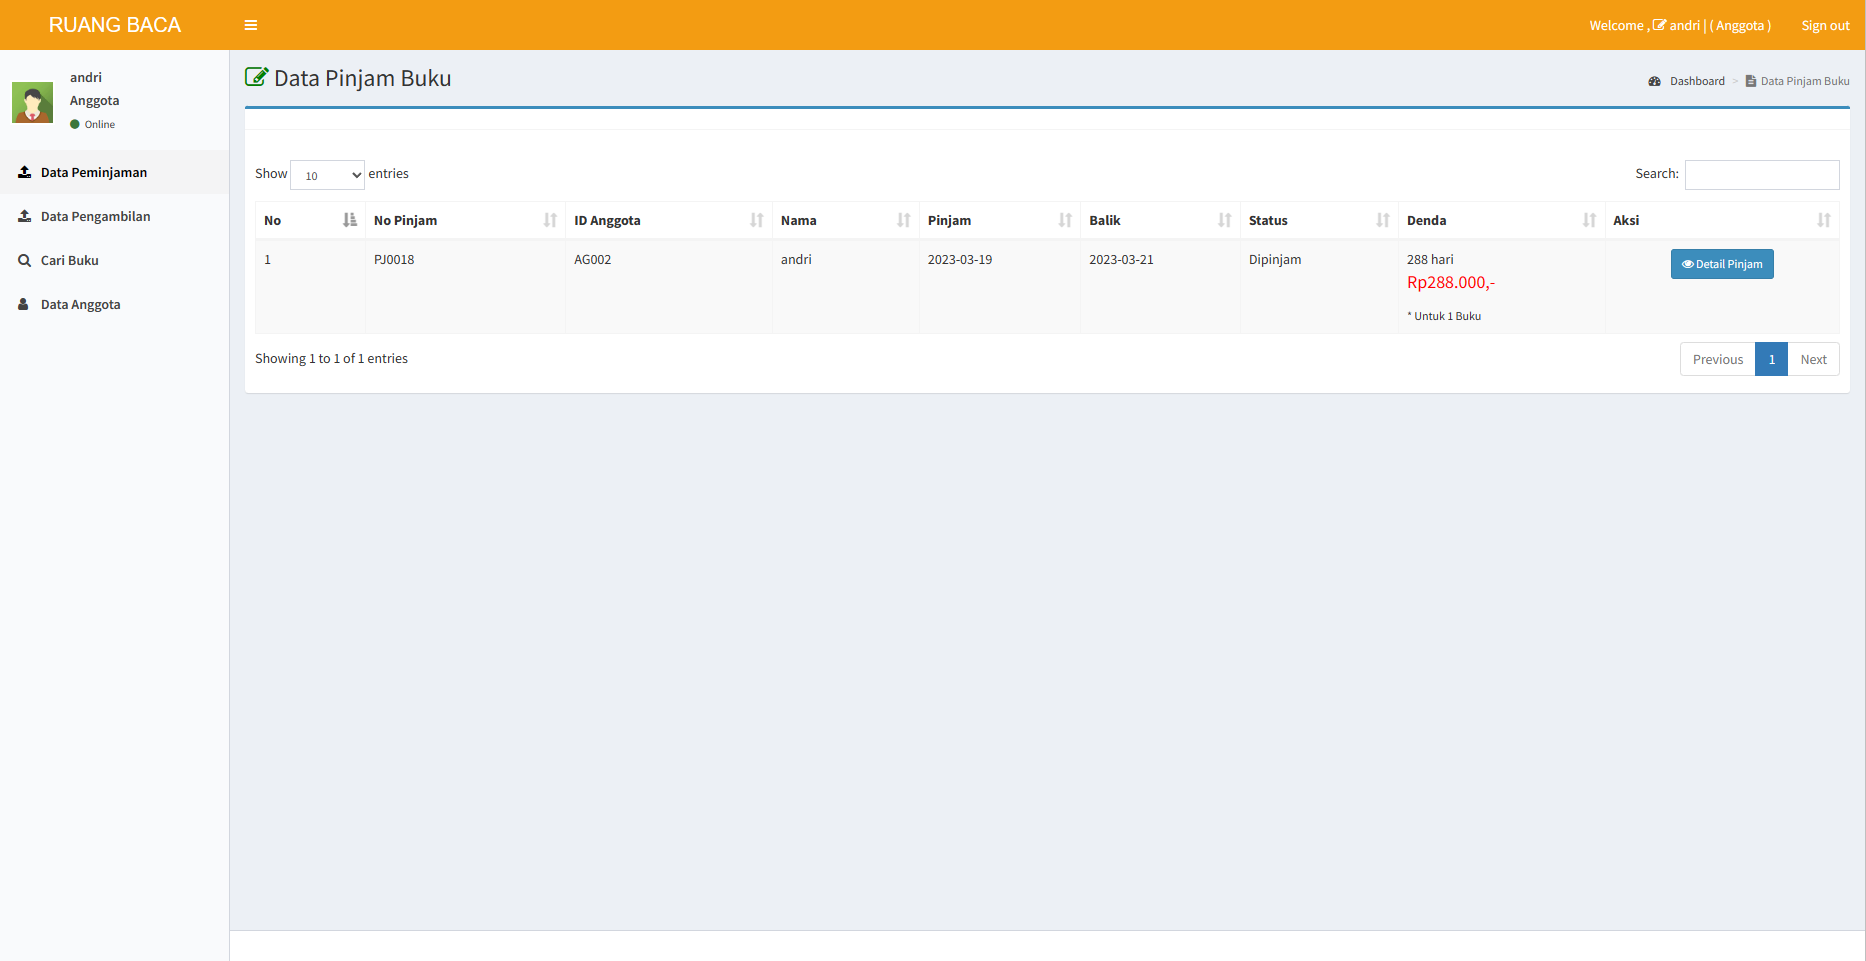 RUANG BACA
Welcome , andri | ( Anggota )
Sign out
andri
Anggota
Online
Data Peminjaman
Data Pengambilan
Cari Buku
Data Anggota
Data Pinjam Buku
Dashboard > Data Pinjam Buku
Show 10 entries
Search:
No No Pinjam ID Anggota Nama Pinjam Balik Status Denda Aksi
1 PJ0018 AG002 andri 2023-03-19 2023-03-21 Dipinjam 288 hari Detail Pinjam
Rp288.000,-
* Untuk 1 Buku
Showing 1 to 1 of 1 entries
Previous 1 Next